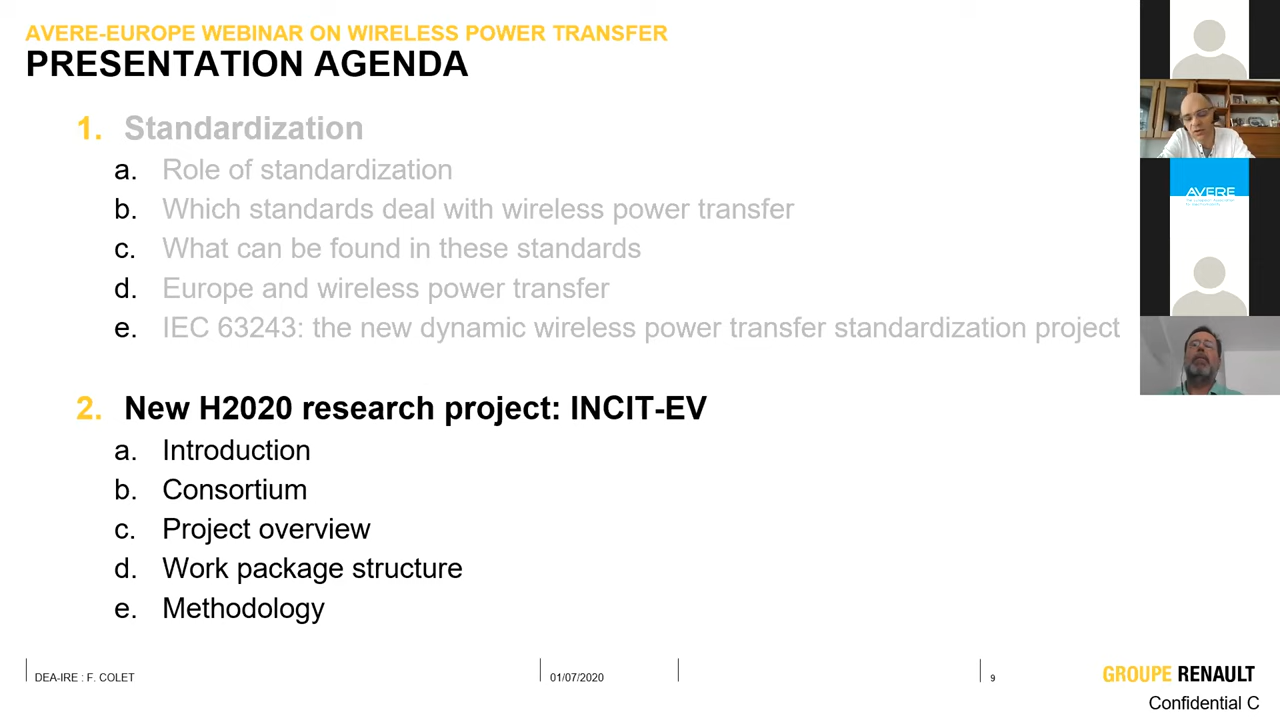 AVERE-EUROPE WEBINAR ON WIRELESS POWER TRANSFER
PRESENTATION AGENDA
1. Standardization
a. Role of standardization
b. Which standards deal with wireless power transfer
c. What can be found in these standards
d. Europe and wireless power transfer
e. IEC 63243: the new dynamic wireless power transfer standardization project
2. New H2020 research project: INCIT-EV
a. Introduction
b. Consortium
c. Project overview
d. Work package structure
e. Methodology
AVERE
DEA-IRE : F. COLET
01/07/2020
9
GROUPE RENAULT
Confidential C